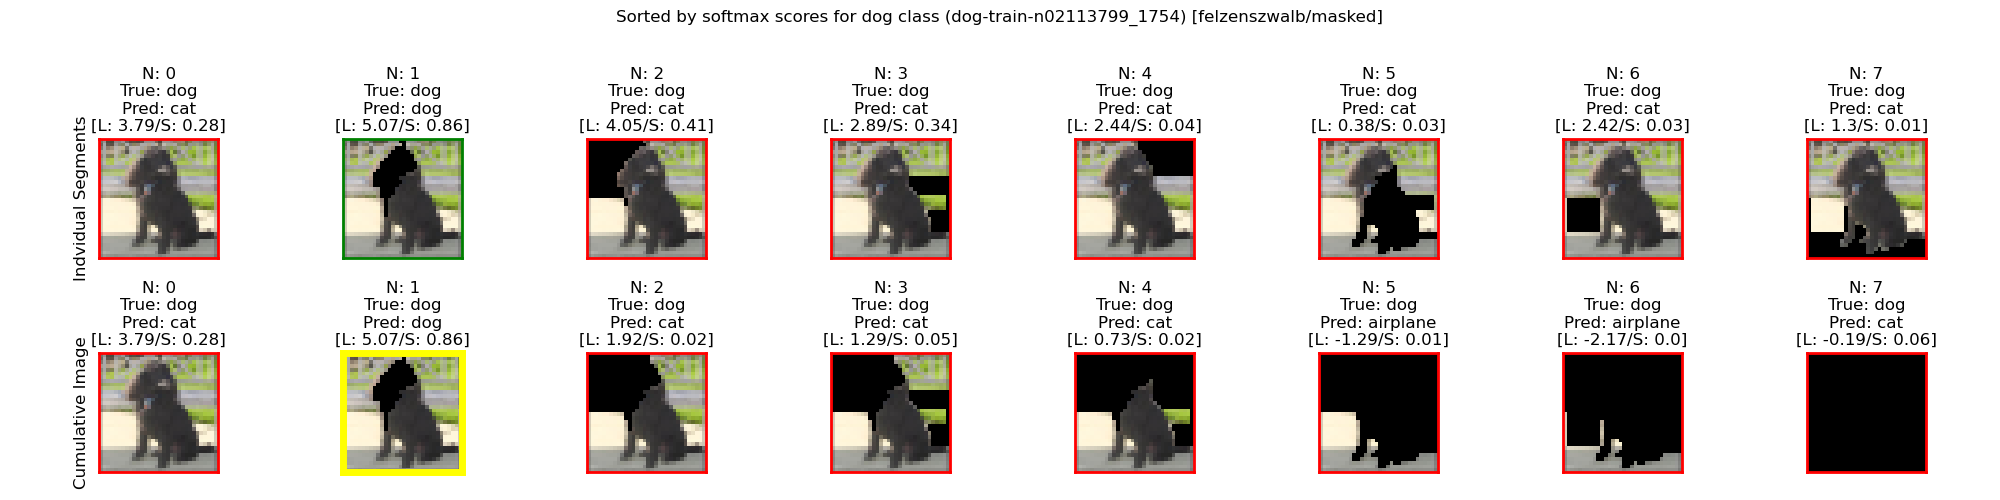 Sorted by softmax scores for dog class (dog-train-n02113799_1754) [felzenszwalb/masked]
Indvidual Segments
N: 0
True: dog
Pred: cat
[L: 3.79/S: 0.28]
N: 1
True: dog
Pred: dog
[L: 5.07/S: 0.86]
N: 2
True: dog
Pred: cat
[L: 4.05/S: 0.41]
N: 3
True: dog
Pred: cat
[L: 2.89/S: 0.34]
N: 4
True: dog
Pred: cat
[L: 2.44/S: 0.04]
N: 5
True: dog
Pred: cat
[L: 0.38/S: 0.03]
N: 6
True: dog
Pred: cat
[L: 2.42/S: 0.03]
N: 7
True: dog
Pred: cat
[L: 1.3/S: 0.01]
Cumulative Image
N: 0
True: dog
Pred: cat
[L: 3.79/S: 0.28]
N: 1
True: dog
Pred: dog
[L: 5.07/S: 0.86]
N: 2
True: dog
Pred: cat
[L: 1.92/S: 0.02]
N: 3
True: dog
Pred: cat
[L: 1.29/S: 0.05]
N: 4
True: dog
Pred: cat
[L: 0.73/S: 0.02]
N: 5
True: dog
Pred: airplane
[L: -1.29/S: 0.01]
N: 6
True: dog
Pred: airplane
[L: -2.17/S: 0.0]
N: 7
True: dog
Pred: cat
[L: -0.19/S: 0.06]